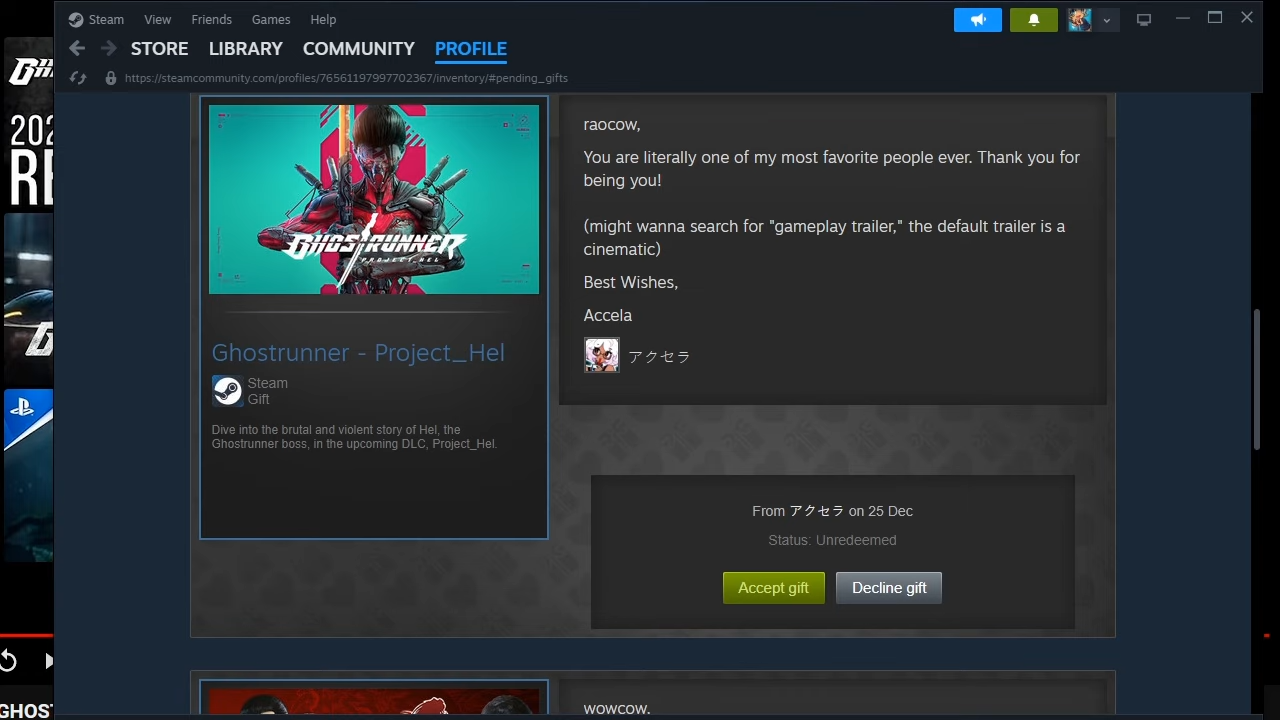 Steam View Friends Games Help
STORE LIBRARY COMMUNITY PROFILE
https://steamcommunity.com/profiles/76561197997702367/inventory/#pending_gifts
202
RE
GHOST
GHOSTRUNNER
PROJECT_HEL
Ghostrunner - Project_Hel
Steam
Gift
Dive into the brutal and violent story of Hel, the
Ghostrunner boss, in the upcoming DLC, Project_Hel.
raocow,
You are literally one of my most favorite people ever. Thank you for
being you!
(might wanna search for "gameplay trailer," the default trailer is a
cinematic)
Best Wishes,
Accela
アクセラ
From アクセラ on 25 Dec
Status: Unredeemed
Accept gift Decline gift
wowcow,